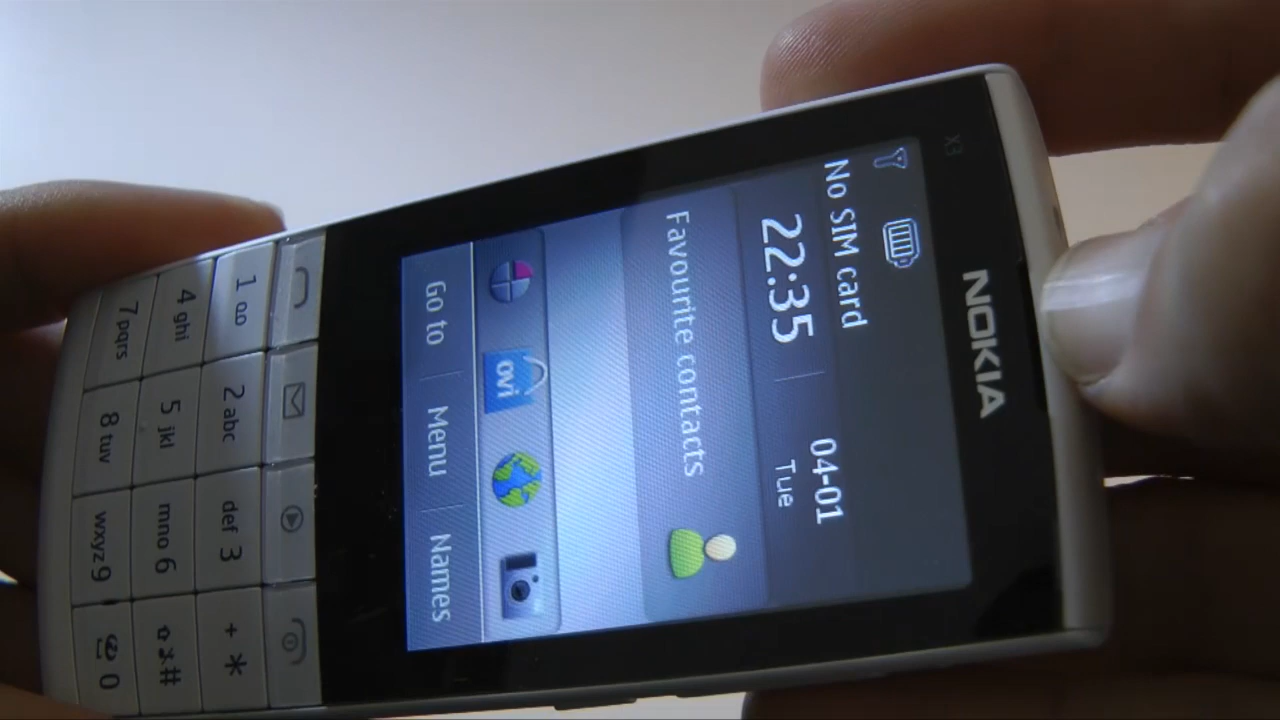 X3
NOKIA
No SIM card
22:35
04-01
Tue
Favourite contacts
ovi
Go to
Menu
Names
1
2 abc
def 3
+ *
4 ghi
5 jkl
mno 6
#
7 pqrs
8 tuv
wxyz 9
0